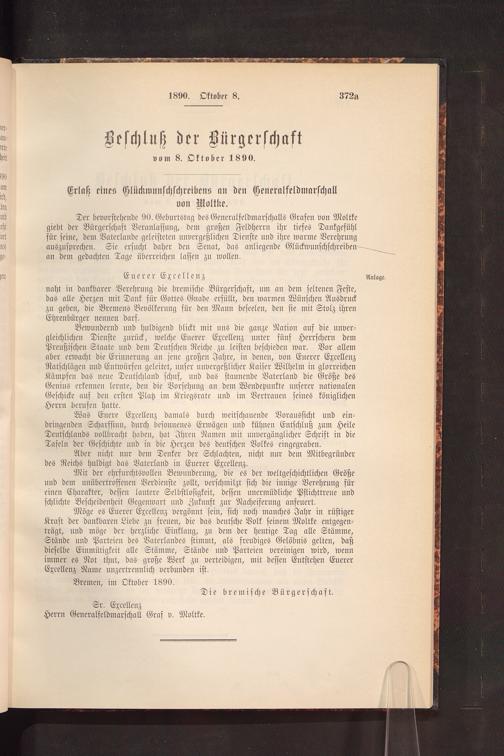 1890. Oktober 8.
372a
Beschluß der Bürgerschaft
vom 8. Oktober 1890.
Erlaß eines Glückwunschschreibens an den Generalfeldmarschall
von Moltke.
Der bevorstehende 90. Geburtstag des Generalfeldmarschalls Grafen von Moltke
giebt der Bürgerschaft Veranlassung, dem großen Feldherrn ihr tiefes Dankgefühl
für seine, dem Vaterlande geleisteten unvergeßlichen Dienste und ihre warme Verehrung
auszusprechen. Sie ersucht daher den Senat, das anliegende Glückwunschschreiben
an dem gedachten Tage überreichen lassen zu wollen.
Euerer Excellenz
Anlage.
naht in dankbarer Verehrung die bremische Bürgerschaft, um an dem seltenen Feste,
das alle Herzen mit Dank für Gottes Gnade erfüllt, den warmen Wünschen Ausdruck
zu geben, die Bremens Bevölkerung für den Mann beseelen, den sie mit Stolz ihren
Ehrenbürger nennen darf.
Bewundernd und huldigend blickt mit uns die ganze Nation auf die unver-
gleichlichen Dienste zurück, welche Euerer Excellenz unter fünf Herrschern dem
Preußischen Staate und dem Deutschen Reiche zu leisten beschieden war. Vor allem
aber erwacht die Erinnerung an jene großen Jahre, in denen, von Euerer Excellenz
Ratschlägen und Entwürfen geleitet, unser unvergeßlicher Kaiser Wilhelm in glorreichen
Kämpfen das neue Deutschland schuf, und das staunende Vaterland die Größe des
Genius erkennen lernte, den die Vorsehung an dem Wendepunkte unserer nationalen
Geschicke auf den ersten Platz im Kriegsrate und im Vertrauen seines königlichen
Herrn berufen hatte.
Was Euere Excellenz damals durch weitschauende Voraussicht und ein-
dringenden Scharfsinn, durch besonnenes Ermägen und kühnen Entschluß zum Heile
Deutschlands vollbracht haben, hat Ihren Namen mit unvergänglicher Schrift in die
Tafeln der Geschichte und in die Herzen des deutschen Volkes eingegraben.
Aber nicht nur dem Denker der Schlachten, nicht nur dem Mitbegründer
des Reichs huldigt das Vaterland in Euerer Excellenz.
Mit der ehrfurchtsvollen Bewunderung, die es der weltgeschichtlichen Größe
und dem unübertroffenen Verdienste zollt, verschmilzt sich die innige Verehrung für
einen Charakter, dessen lautere Selbstlosigkeit, dessen unermüdliche Pflichttreue und
schlichte Bescheidenheit Gegenwart und Zukunft zur Nacheiferung anfeuert.
Möge es Euerer Excellenz vergönnt sein, sich noch manches Jahr in rüstiger
Kraft der dankbaren Liebe zu freuen, die das deutsche Volk seinem Moltke entgegen-
trägt, und möge der herzliche Einklang, zu dem der heutige Tag alle Stämme,
Stände und Parteien des Vaterlandes stimmt, als freudiges Gelöbnis gelten, daß
dieselbe Einmütigkeit alle Stämme, Stände und Parteien vereinigen wird, wenn
immer es Not thut, das große Werk zu verteidigen, mit dessen Entstehen Euerer
Excellenz Name unzertrennlich verbunden ist.
Bremen, im Oktober 1890.
Die bremische Bürgerschaft.
Sr. Excellenz
Herrn Generalfeldmarschall Graf v. Moltke.